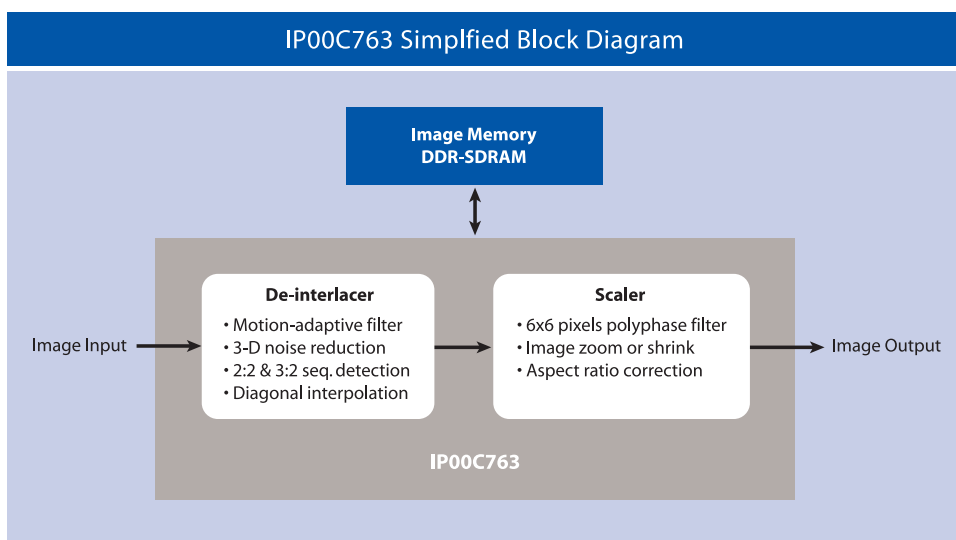 IP00C763 Simplfied Block Diagram
Image Memory
DDR-SDRAM
Image Input
De-interlacer
• Motion-adaptive filter
• 3-D noise reduction
• 2:2 & 3:2 seq. detection
• Diagonal interpolation
Scaler
• 6x6 pixels polyphase filter
• Image zoom or shrink
• Aspect ratio correction
Image Output
IP00C763